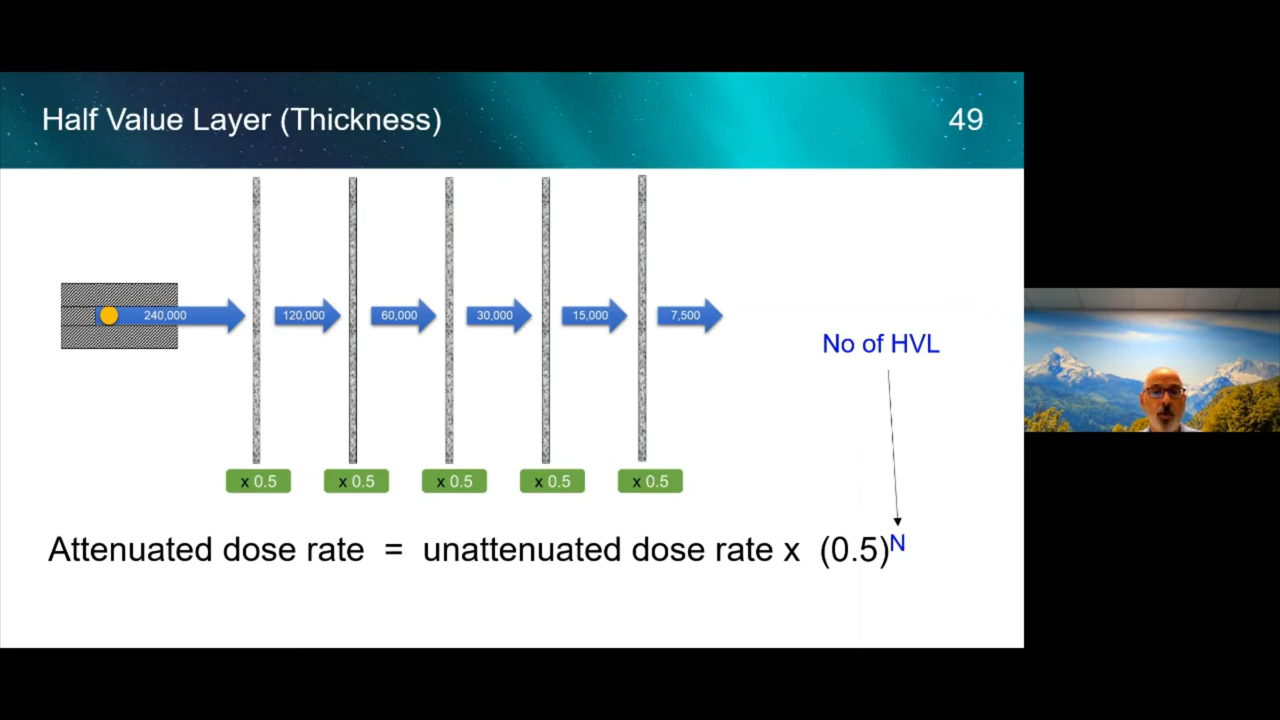 Half Value Layer (Thickness)
49
240,000
120,000
60,000
30,000
15,000
7,500
No of HVL
x 0.5
x 0.5
x 0.5
x 0.5
x 0.5
Attenuated dose rate = unattenuated dose rate x (0.5)^N